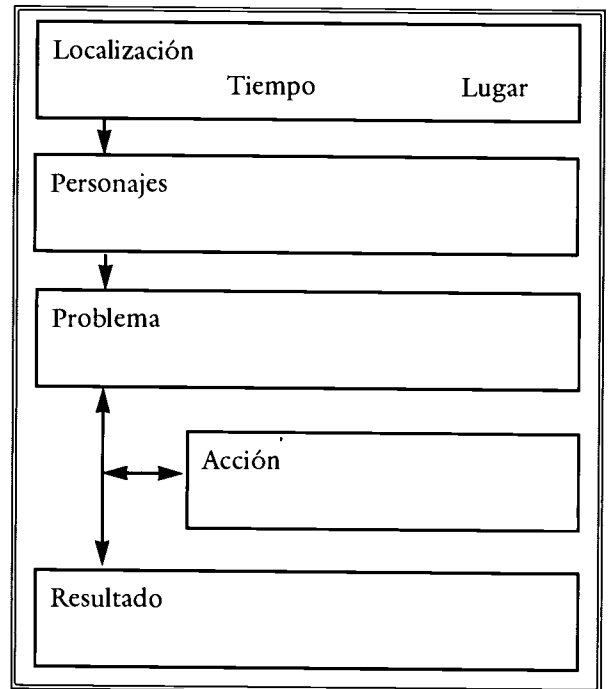 Localización
Tiempo Lugar
Personajes
Problema
Acción
Resultado